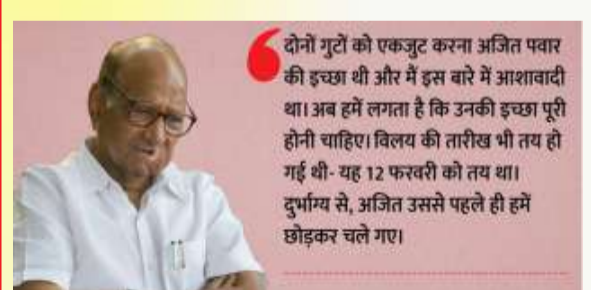 दोनों गुटों को एकजुट करना अजित पवार
की इच्छा थी और मैं इस बारे में आशावादी
था। अब हमें लगता है कि उनकी इच्छा पूरी
होनी चाहिए। विलय की तारीख भी तय हो
गई थी- यह 12 फरवरी को तय था।
दुर्भाग्य से, अजित उससे पहले ही हमें
छोड़कर चले गए।